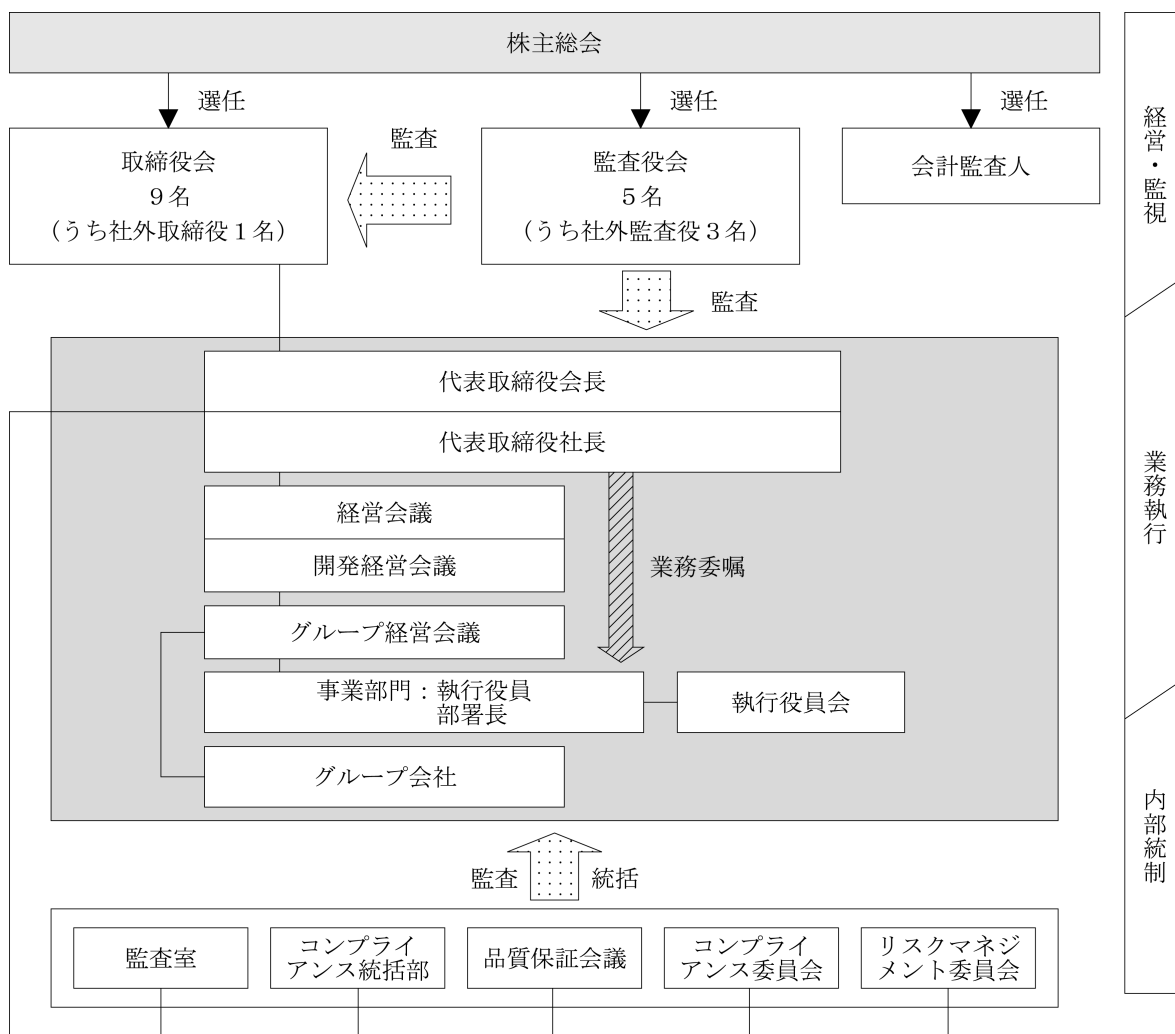 株主総会
選任
選任
選任
取締役会
9名
(うち社外取締役1名)
監査
監査役会
5名
(うち社外監査役3名)
会計監査人
監査
代表取締役会長
代表取締役社長
経営会議
開発経営会議
業務委嘱
グループ経営会議
事業部門：執行役員
部署長
執行役員会
グループ会社
監査
統括
監査室
コンプライ
アンス統括部
品質保証会議
コンプライ
アンス委員会
リスクマネジ
メント委員会
経営・監視
業務執行
内部統制